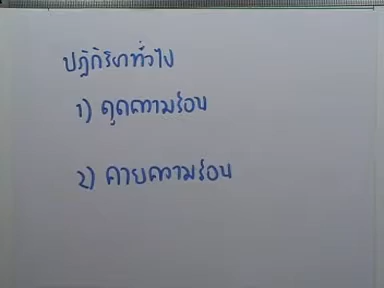 ปฏิกิริยาทั่วไป
1) ดูดความร้อน
2) คายความร้อน